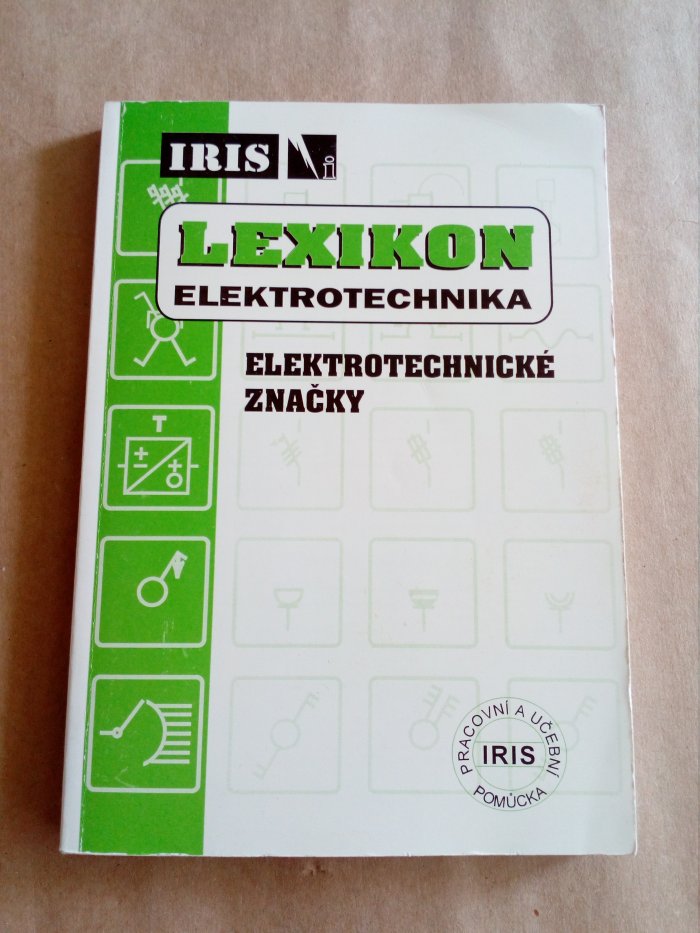 IRIS i
LEXIKON
ELEKTROTECHNIKA
ELEKTROTECHNICKÉ
ZNAČKY
T
PRACOVNÍ A UČEBNÍ
IRIS
POMŮCKA